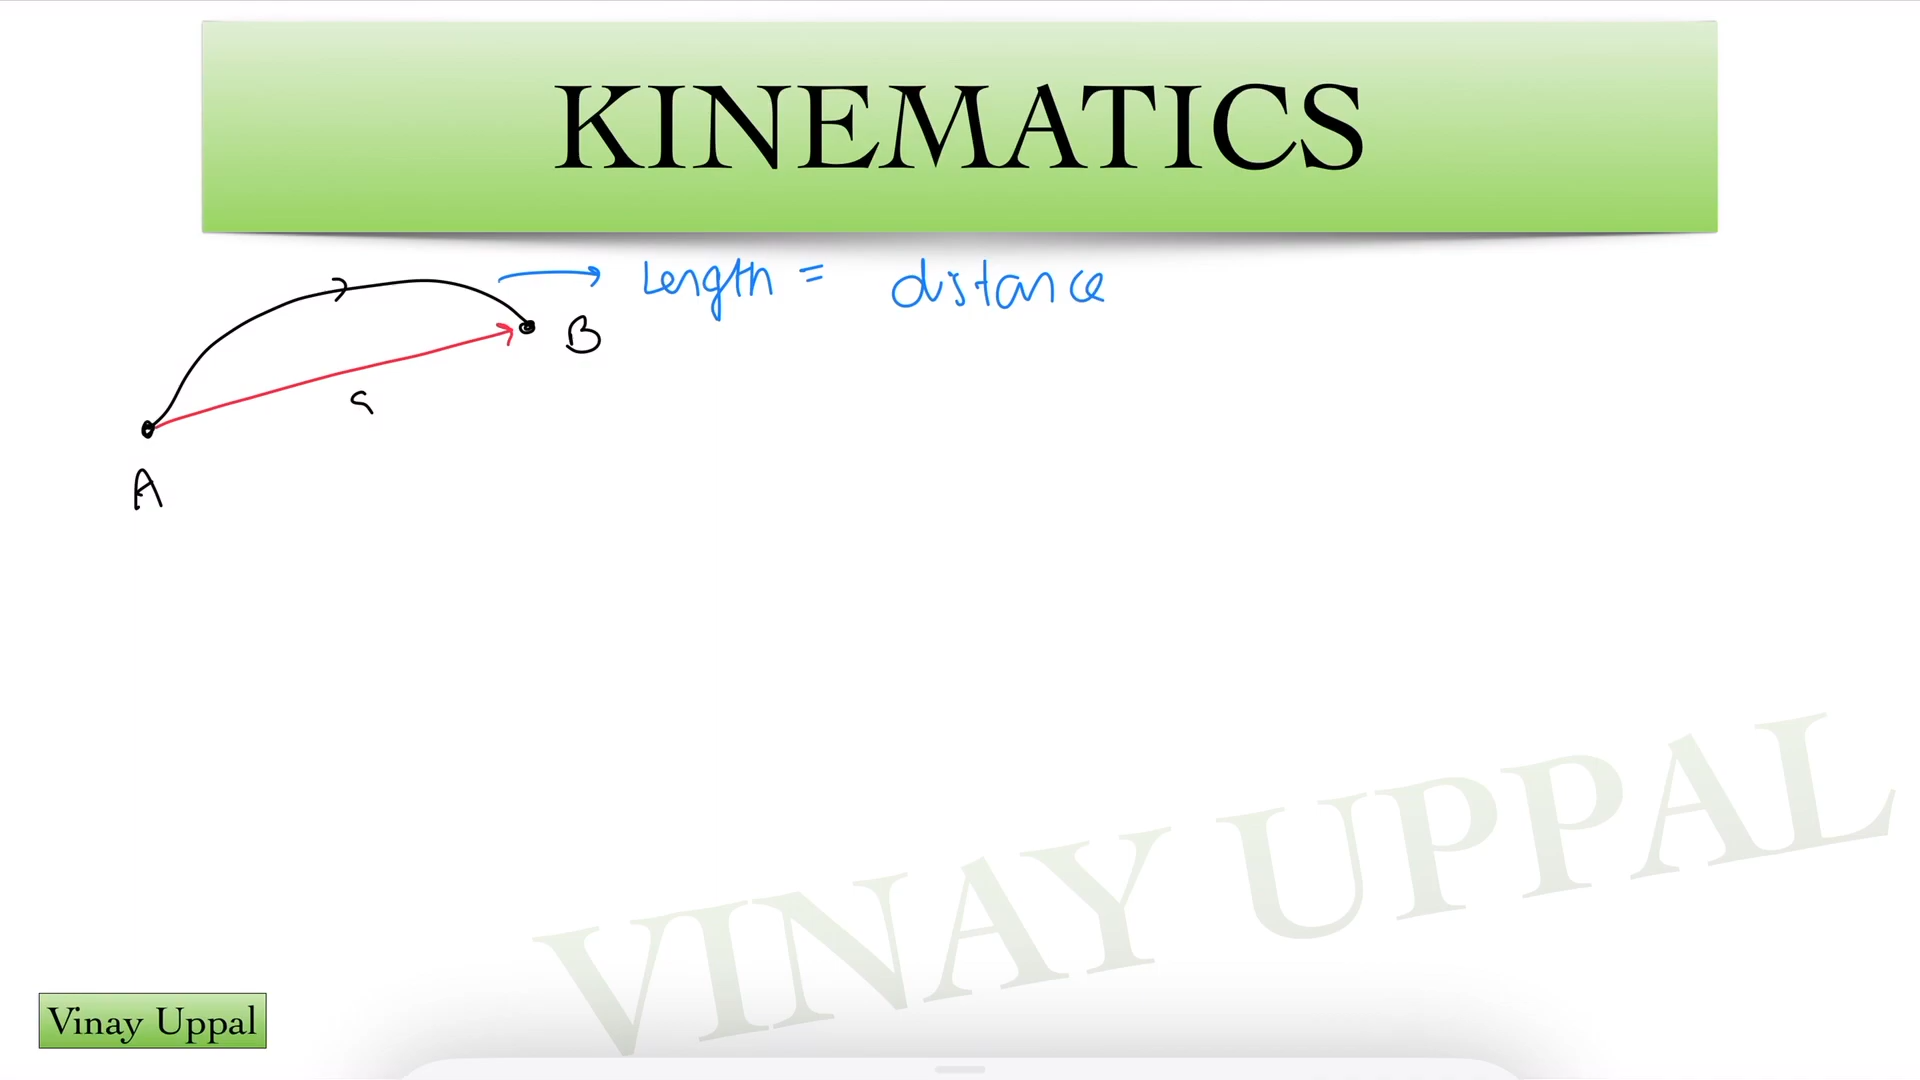 KINEMATICS
Length = distance
B
s
A
VINAY UPPAL
Vinay Uppal